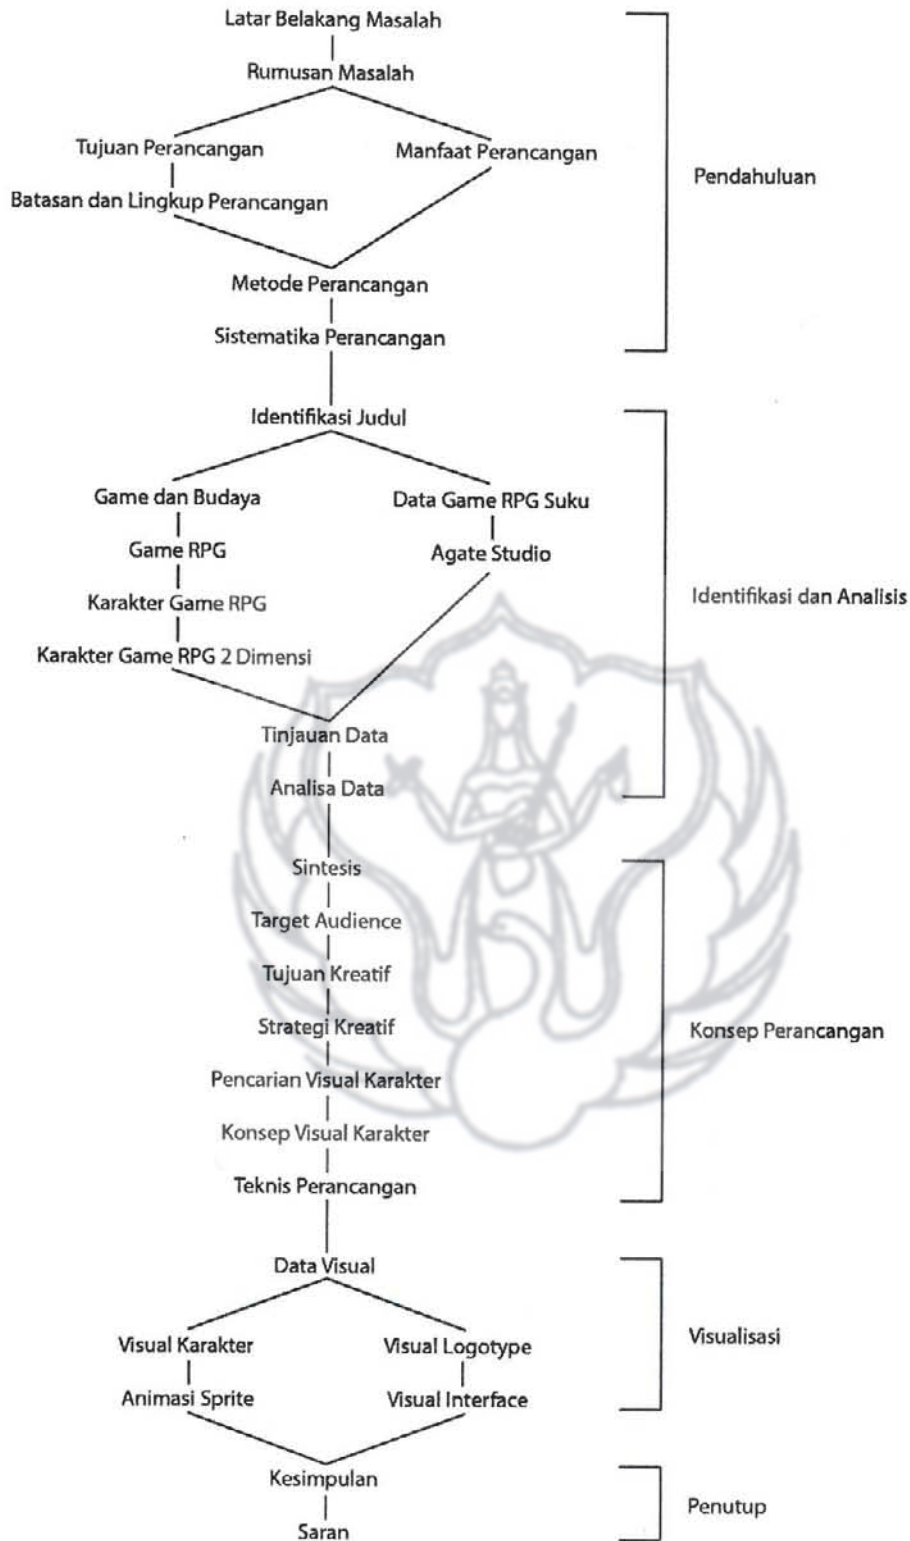 Latar Belakang Masalah
Rumusan Masalah
Tujuan Perancangan
Manfaat Perancangan
Batasan dan Lingkup Perancangan
Metode Perancangan
Sistematika Perancangan
Pendahuluan
Identifikasi Judul
Game dan Budaya
Data Game RPG Suku
Game RPG
Agate Studio
Karakter Game RPG
Karakter Game RPG 2 Dimensi
Tinjauan Data
Analisa Data
Identifikasi dan Analisis
Sintesis
Target Audience
Tujuan Kreatif
Strategi Kreatif
Pencarian Visual Karakter
Konsep Visual Karakter
Teknis Perancangan
Konsep Perancangan
Data Visual
Visual Karakter
Visual Logotype
Animasi Sprite
Visual Interface
Visualisasi
Kesimpulan
Saran
Penutup